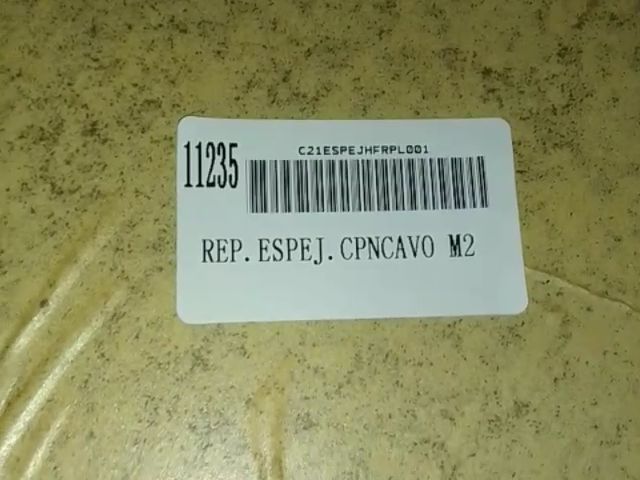 C21ESPEJHFRPL001
11235
REP.ESPEJ.CPNCAVO M2